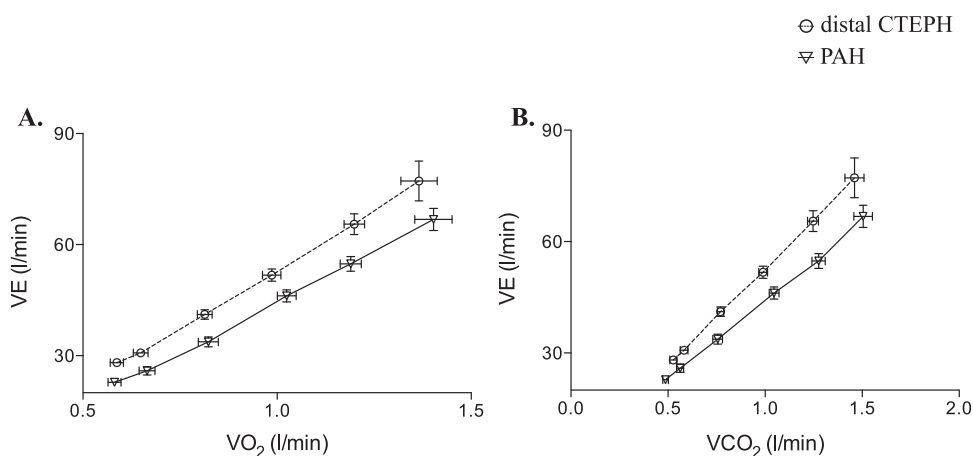 distal CTEPH
PAH
A.
B.
90
60
30
VE (l/min)
0.5
1.0
1.5
VO₂ (l/min)
90
60
30
VE (l/min)
0.0
0.5
1.0
1.5
2.0
VCO₂ (l/min)